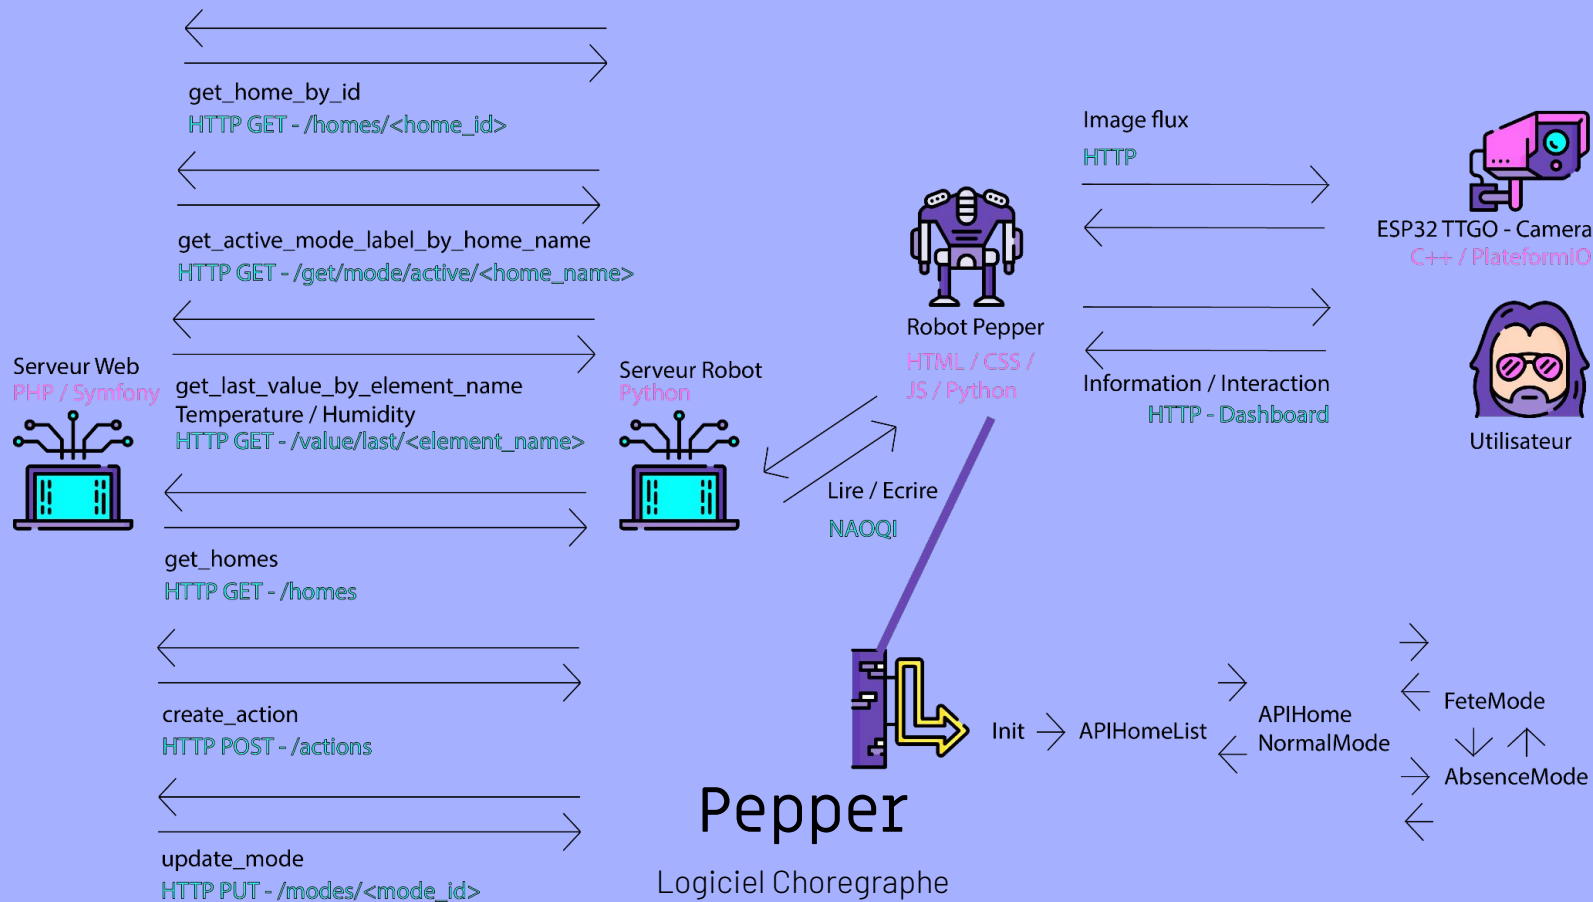 get_home_by_id
HTTP GET - /homes/<home_id>
get_active_mode_label_by_home_name
HTTP GET - /get/mode/active/<home_name>
Serveur Web
PHP / Symfony
get_last_value_by_element_name
Temperature / Humidity
HTTP GET - /value/last/<element_name>
get_homes
HTTP GET - /homes
create_action
HTTP POST - /actions
update_mode
HTTP PUT - /modes/<mode_id>
Serveur Robot
Python
Lire / Ecrire
NAOQI
Robot Pepper
HTML / CSS /
JS / Python
Image flux
HTTP
ESP32 TTGO - Camera
C++ / PlateformIO
Information / Interaction
HTTP - Dashboard
Utilisateur
Init
APIHomeList
APIHome
NormalMode
FeteMode
AbsenceMode
Pepper
Logiciel Choregraphe